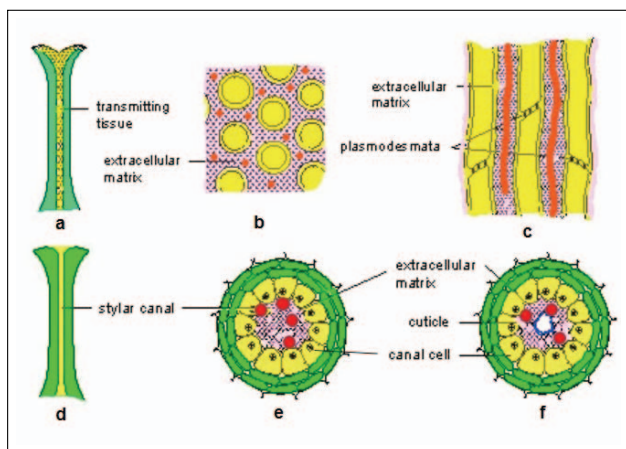 transmitting
tissue
extracellular
matrix
extracellular
matrix
plasmodesmata
a
b
c
stylar canal
extracellular
matrix
cuticle
canal cell
d
e
f